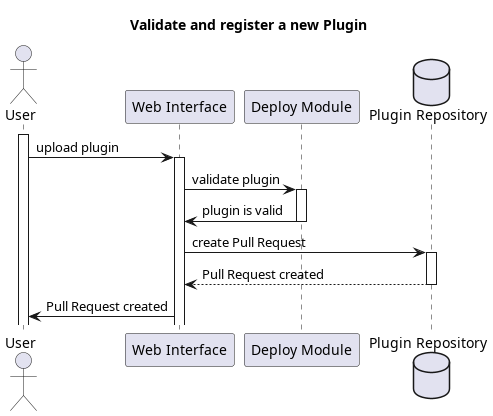 Validate and register a new Plugin
User
Web Interface
Deploy Module
Plugin Repository
upload plugin
validate plugin
plugin is valid
create Pull Request
Pull Request created
Pull Request created
User
Web Interface
Deploy Module
Plugin Repository